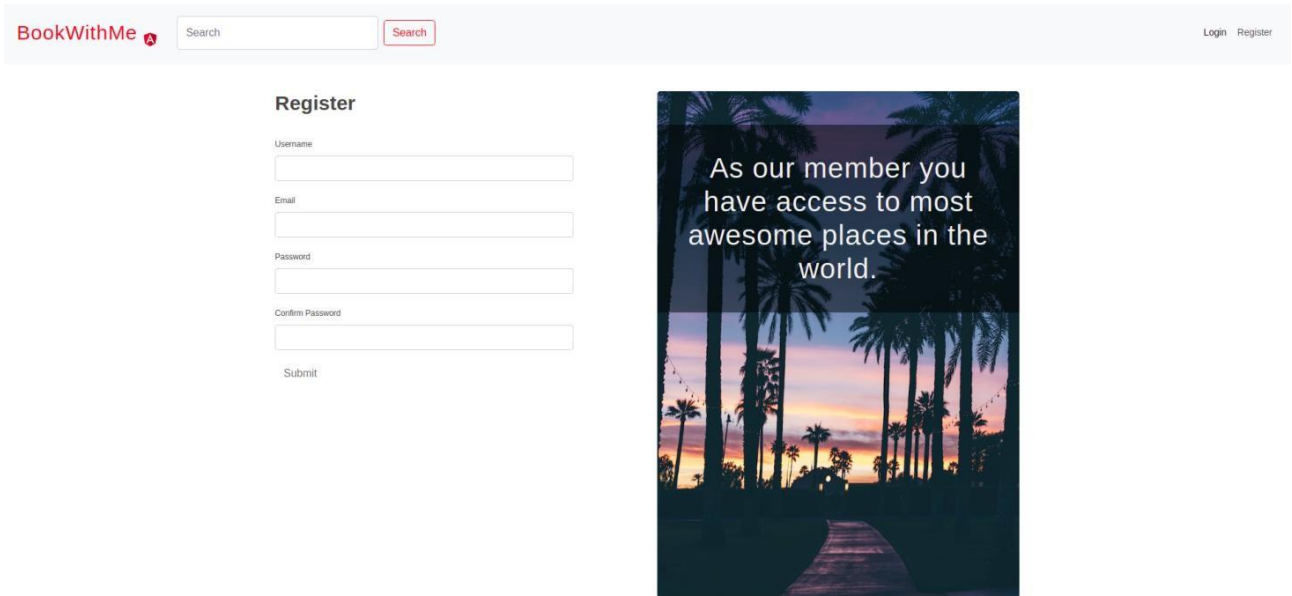 BookWithMe
Search
Search
Login
Register
Register
Username
Email
Password
Confirm Password
Submit
As our member you
have access to most
awesome places in the
world.